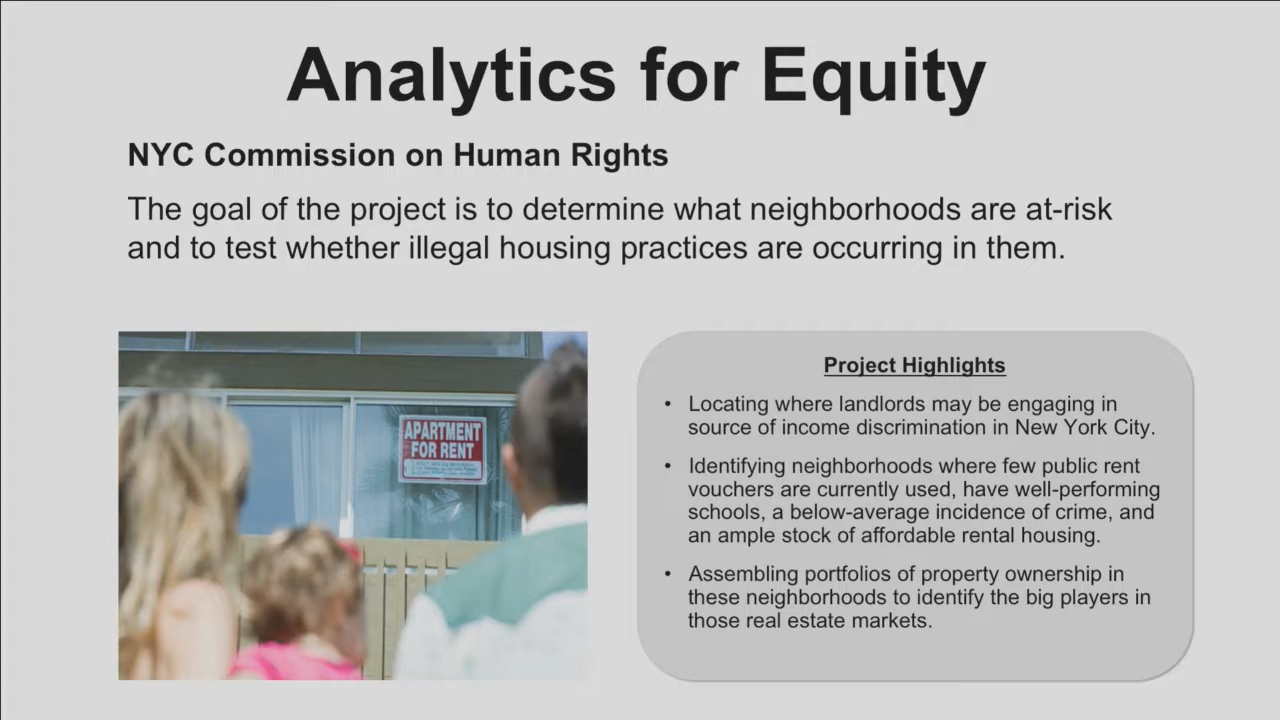 Analytics for Equity
NYC Commission on Human Rights
The goal of the project is to determine what neighborhoods are at-risk
and to test whether illegal housing practices are occurring in them.
APARTMENT
FOR RENT
Project Highlights
• Locating where landlords may be engaging in
source of income discrimination in New York City.
• Identifying neighborhoods where few public rent
vouchers are currently used, have well-performing
schools, a below-average incidence of crime, and
an ample stock of affordable rental housing.
• Assembling portfolios of property ownership in
these neighborhoods to identify the big players in
those real estate markets.